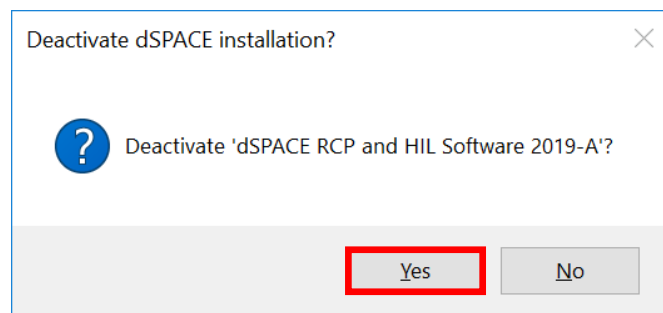 Deactivate dSPACE installation?
?
Deactivate 'dSPACE RCP and HIL Software 2019-A'?
Yes
No